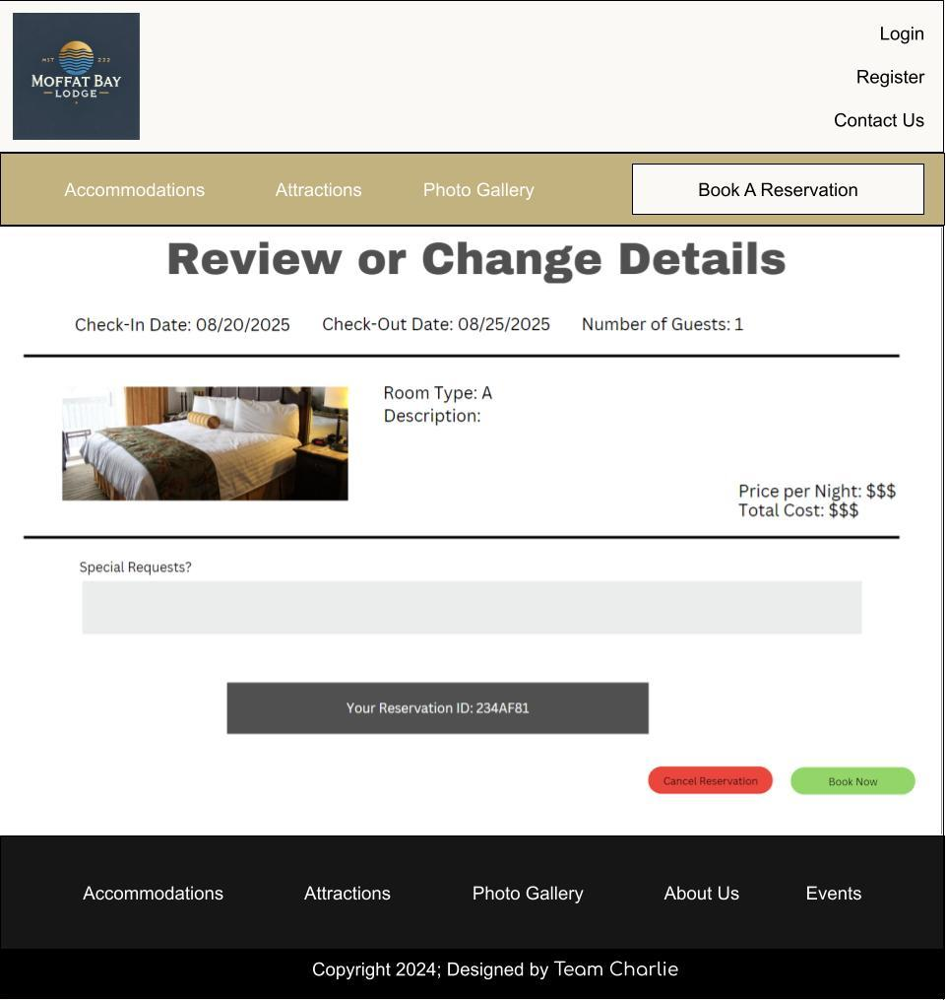 EST 222
MOFFAT BAY
LODGE
Login
Register
Contact Us
Accommodations Attractions Photo Gallery Book A Reservation
Review or Change Details
Check-In Date: 08/20/2025 Check-Out Date: 08/25/2025 Number of Guests: 1
Room Type: A
Description:
Price per Night: $$$
Total Cost: $$$
Special Requests?
Your Reservation ID: 234AF81
Cancel Reservation Book Now
Accommodations Attractions Photo Gallery About Us Events
Copyright 2024; Designed by Team Charlie